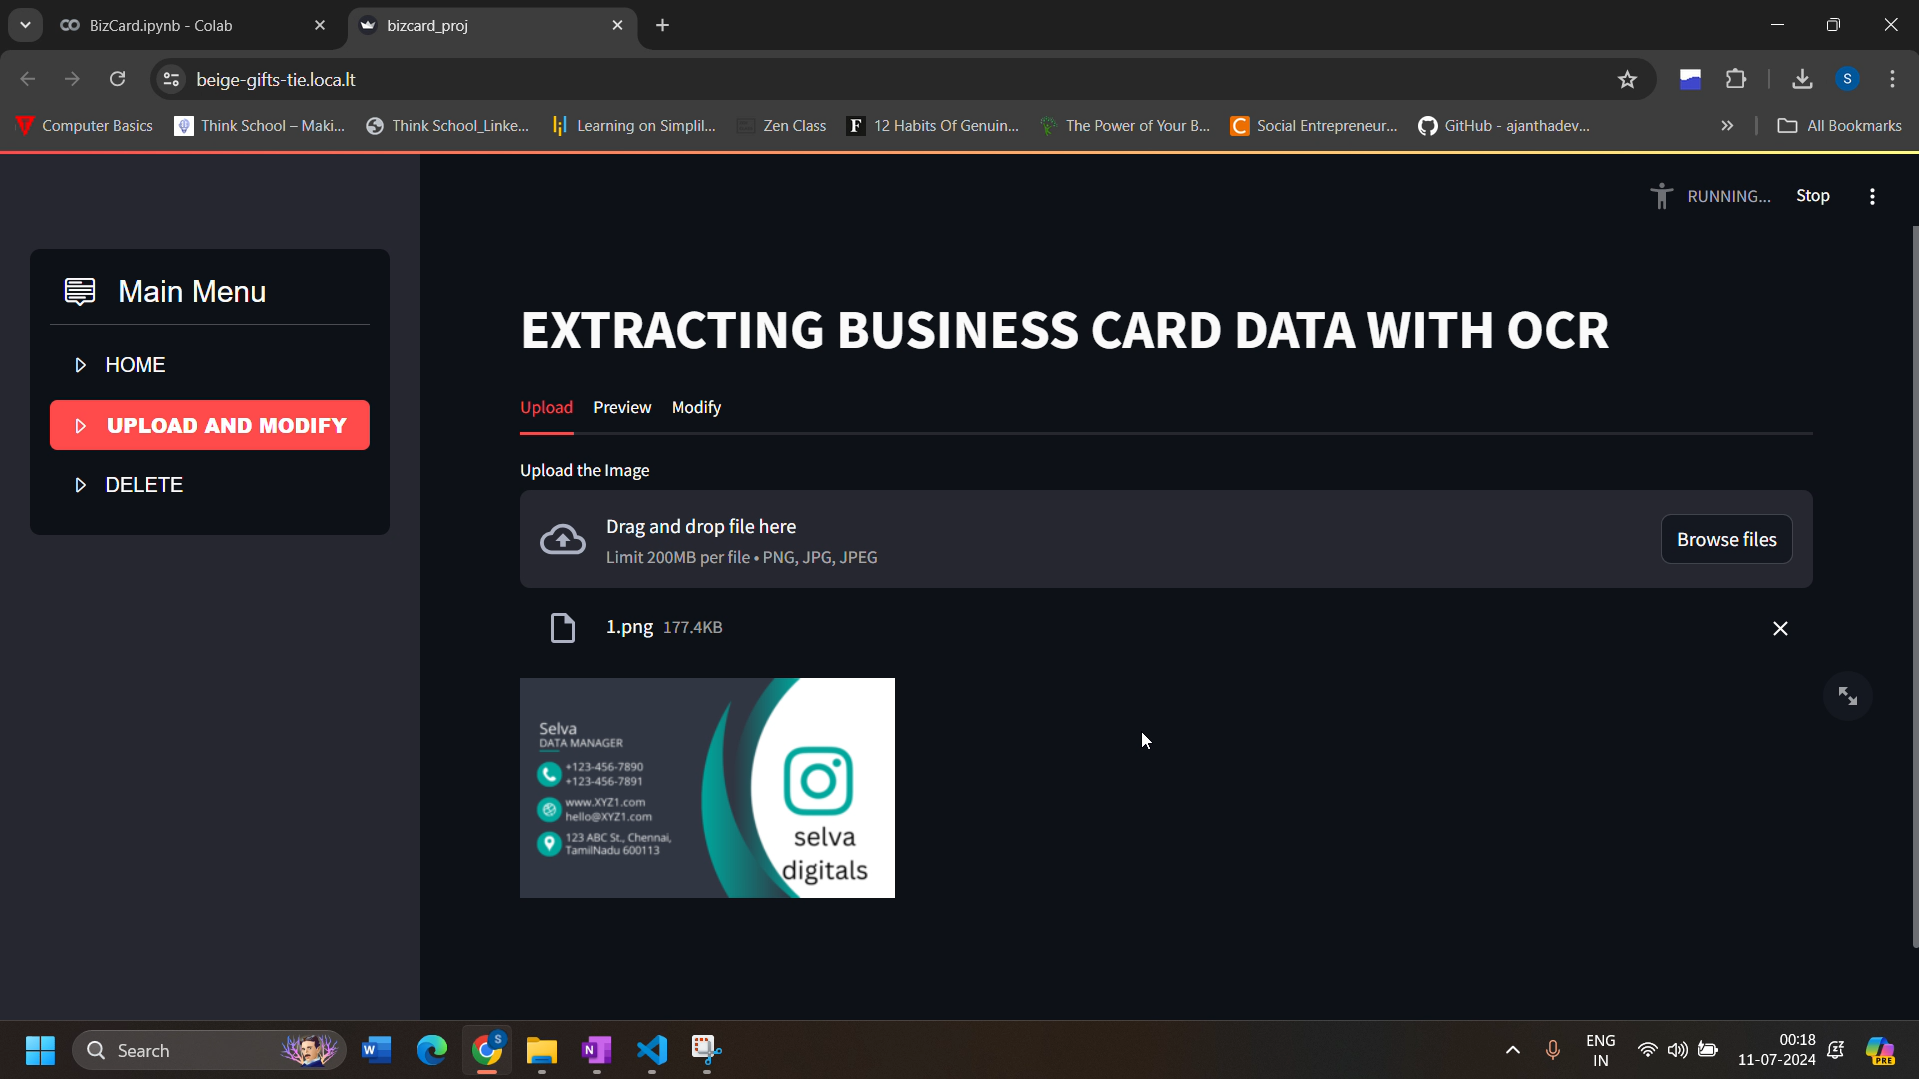 BizCard.ipynb - Colab
bizcard_proj
beige-gifts-tie.loca.lt
S
Computer Basics
Think School – Maki...
Think School_Linke...
Learning on Simplil...
Zen Class
12 Habits Of Genuin...
The Power of Your B...
Social Entrepreneur...
GitHub - ajanthadev...
All Bookmarks
RUNNING...
Stop
Main Menu
HOME
UPLOAD AND MODIFY
DELETE
EXTRACTING BUSINESS CARD DATA WITH OCR
Upload
Preview
Modify
Upload the Image
Drag and drop file here
Limit 200MB per file • PNG, JPG, JPEG
Browse files
1.png 177.4KB
Selva
DATA MANAGER
+123-456-7890
+123-456-7891
www.XYZ1.com
hello@XYZ1.com
123 ABC St., Chennai,
TamilNadu 600113
selva
digitals
Search
ENG
IN
00:18
11-07-2024
PRE